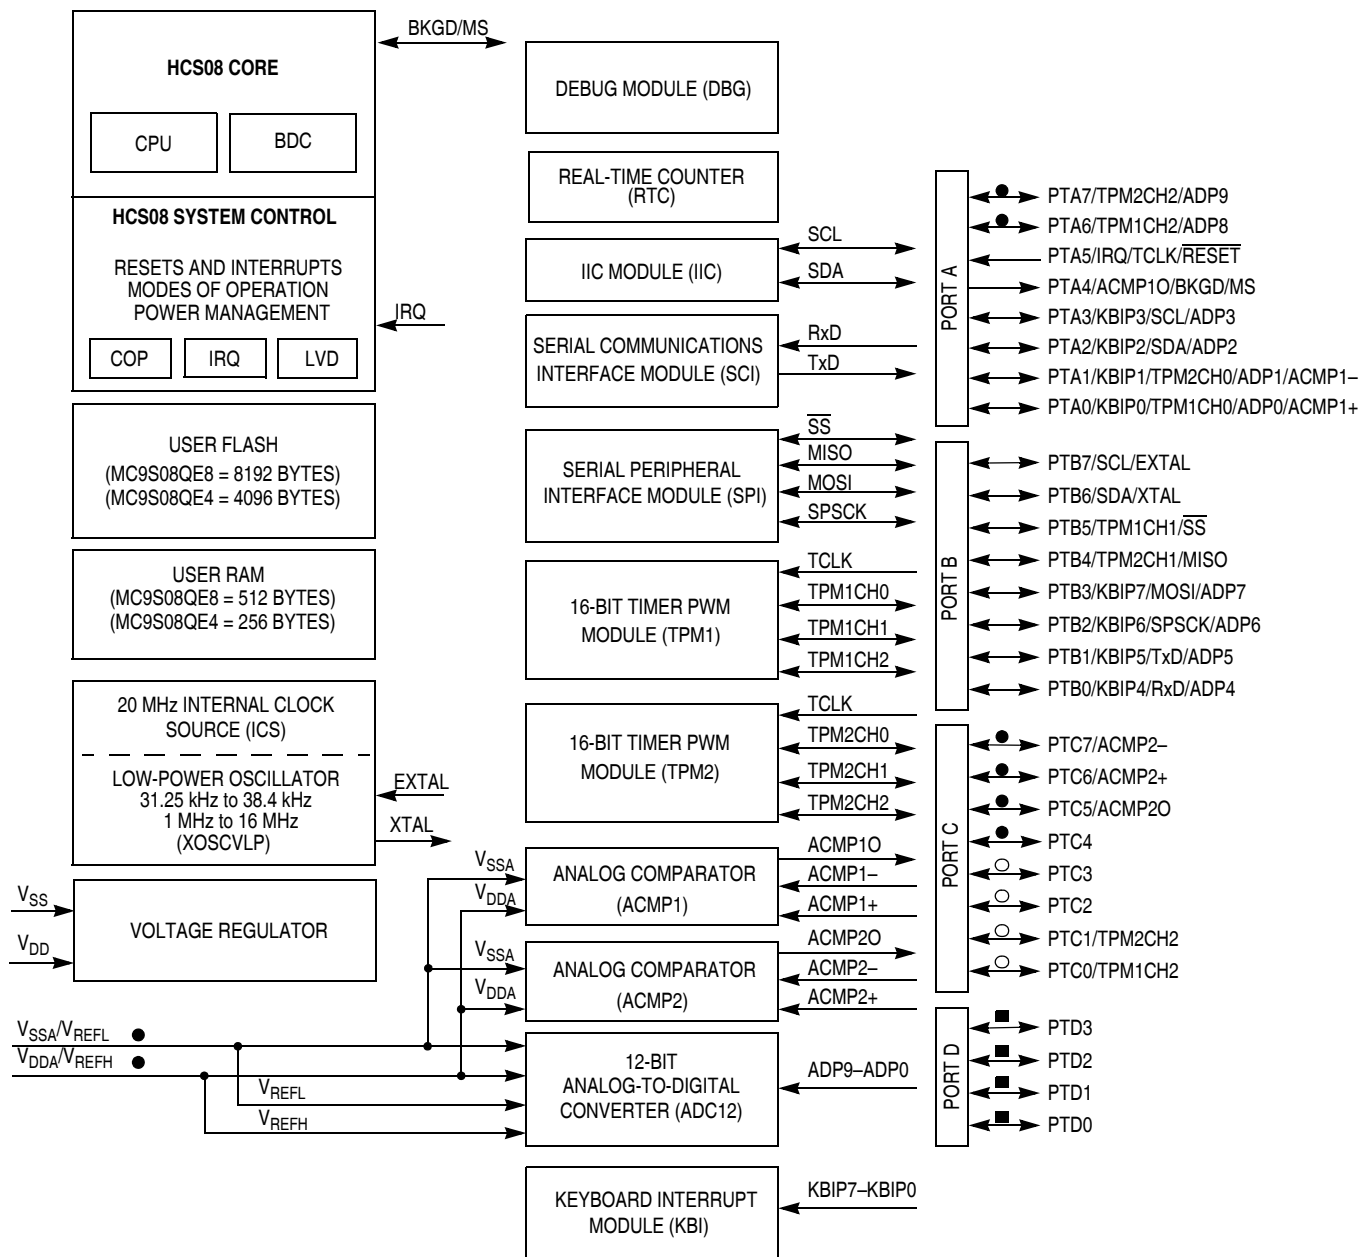 HCS08 CORE
CPU
BDC
BKGD/MS
HCS08 SYSTEM CONTROL
RESETS AND INTERRUPTS
MODES OF OPERATION
POWER MANAGEMENT
COP
IRQ
LVD
IRQ
USER FLASH
(MC9S08QE8 = 8192 BYTES)
(MC9S08QE4 = 4096 BYTES)
USER RAM
(MC9S08QE8 = 512 BYTES)
(MC9S08QE4 = 256 BYTES)
20 MHz INTERNAL CLOCK
SOURCE (ICS)
LOW-POWER OSCILLATOR
31.25 kHz to 38.4 kHz
1 MHz to 16 MHz
(XOSCVLP)
EXTAL
XTAL
VSS
VDD
VOLTAGE REGULATOR
VSSA/VREFL
VDDA/VREFH
VREFL
VREFH
DEBUG MODULE (DBG)
REAL-TIME COUNTER
(RTC)
IIC MODULE (IIC)
SCL
SDA
SERIAL COMMUNICATIONS
INTERFACE MODULE (SCI)
RxD
TxD
SERIAL PERIPHERAL
INTERFACE MODULE (SPI)
SS
MISO
MOSI
SPSCK
16-BIT TIMER PWM
MODULE (TPM1)
TCLK
TPM1CH0
TPM1CH1
TPM1CH2
16-BIT TIMER PWM
MODULE (TPM2)
TCLK
TPM2CH0
TPM2CH1
TPM2CH2
VSSA
VDDA
ANALOG COMPARATOR
(ACMP1)
ACMP1O
ACMP1–
ACMP1+
VSSA
VDDA
ANALOG COMPARATOR
(ACMP2)
ACMP2O
ACMP2–
ACMP2+
12-BIT
ANALOG-TO-DIGITAL
CONVERTER (ADC12)
ADP9–ADP0
KEYBOARD INTERRUPT
MODULE (KBI)
KBIP7–KBIP0
PORT A
PTA7/TPM2CH2/ADP9
PTA6/TPM1CH2/ADP8
PTA5/IRQ/TCLK/RESET
PTA4/ACMP1O/BKGD/MS
PTA3/KBIP3/SCL/ADP3
PTA2/KBIP2/SDA/ADP2
PTA1/KBIP1/TPM2CH0/ADP1/ACMP1–
PTA0/KBIP0/TPM1CH0/ADP0/ACMP1+
PORT B
PTB7/SCL/EXTAL
PTB6/SDA/XTAL
PTB5/TPM1CH1/SS
PTB4/TPM2CH1/MISO
PTB3/KBIP7/MOSI/ADP7
PTB2/KBIP6/SPSCK/ADP6
PTB1/KBIP5/TxD/ADP5
PTB0/KBIP4/RxD/ADP4
PORT C
PTC7/ACMP2–
PTC6/ACMP2+
PTC5/ACMP2O
PTC4
PTC3
PTC2
PTC1/TPM2CH2
PTC0/TPM1CH2
PORT D
PTD3
PTD2
PTD1
PTD0